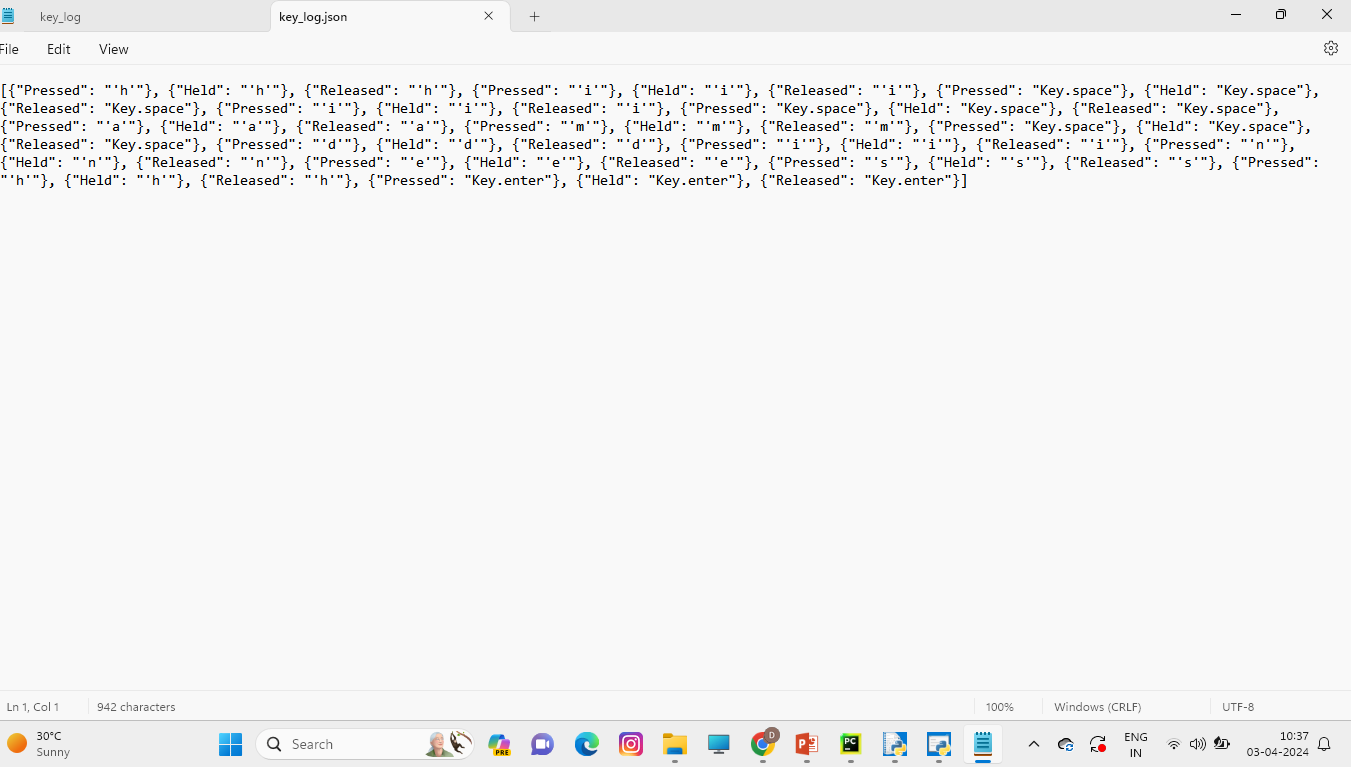 key_log
key_log.json
File
Edit
View
[{"Pressed": "'h'"}, {"Held": "'h'"}, {"Released": "'h'"}, {"Pressed": "'i'"}, {"Held": "'i'"}, {"Released": "'i'"}, {"Pressed": "Key.space"}, {"Held": "Key.space"},
{"Released": "Key.space"}, {"Pressed": "'i'"}, {"Held": "'i'"}, {"Released": "'i'"}, {"Pressed": "Key.space"}, {"Held": "Key.space"}, {"Released": "Key.space"},
{"Pressed": "'a'"}, {"Held": "'a'"}, {"Released": "'a'"}, {"Pressed": "'m'"}, {"Held": "'m'"}, {"Released": "'m'"}, {"Pressed": "Key.space"}, {"Held": "Key.space"},
{"Released": "Key.space"}, {"Pressed": "'d'"}, {"Held": "'d'"}, {"Released": "'d'"}, {"Pressed": "'i'"}, {"Held": "'i'"}, {"Released": "'i'"}, {"Pressed": "'n'"},
{"Held": "'n'"}, {"Released": "'n'"}, {"Pressed": "'e'"}, {"Held": "'e'"}, {"Released": "'e'"}, {"Pressed": "'s'"}, {"Held": "'s'"}, {"Released": "'s'"}, {"Pressed":
"'h'"}, {"Held": "'h'"}, {"Released": "'h'"}, {"Pressed": "Key.enter"}, {"Held": "Key.enter"}, {"Released": "Key.enter"}]
Ln 1, Col 1
942 characters
100%
Windows (CRLF)
UTF-8
30°C
Sunny
Search
PRE
D
P
PC
ENG
IN
10:37
03-04-2024